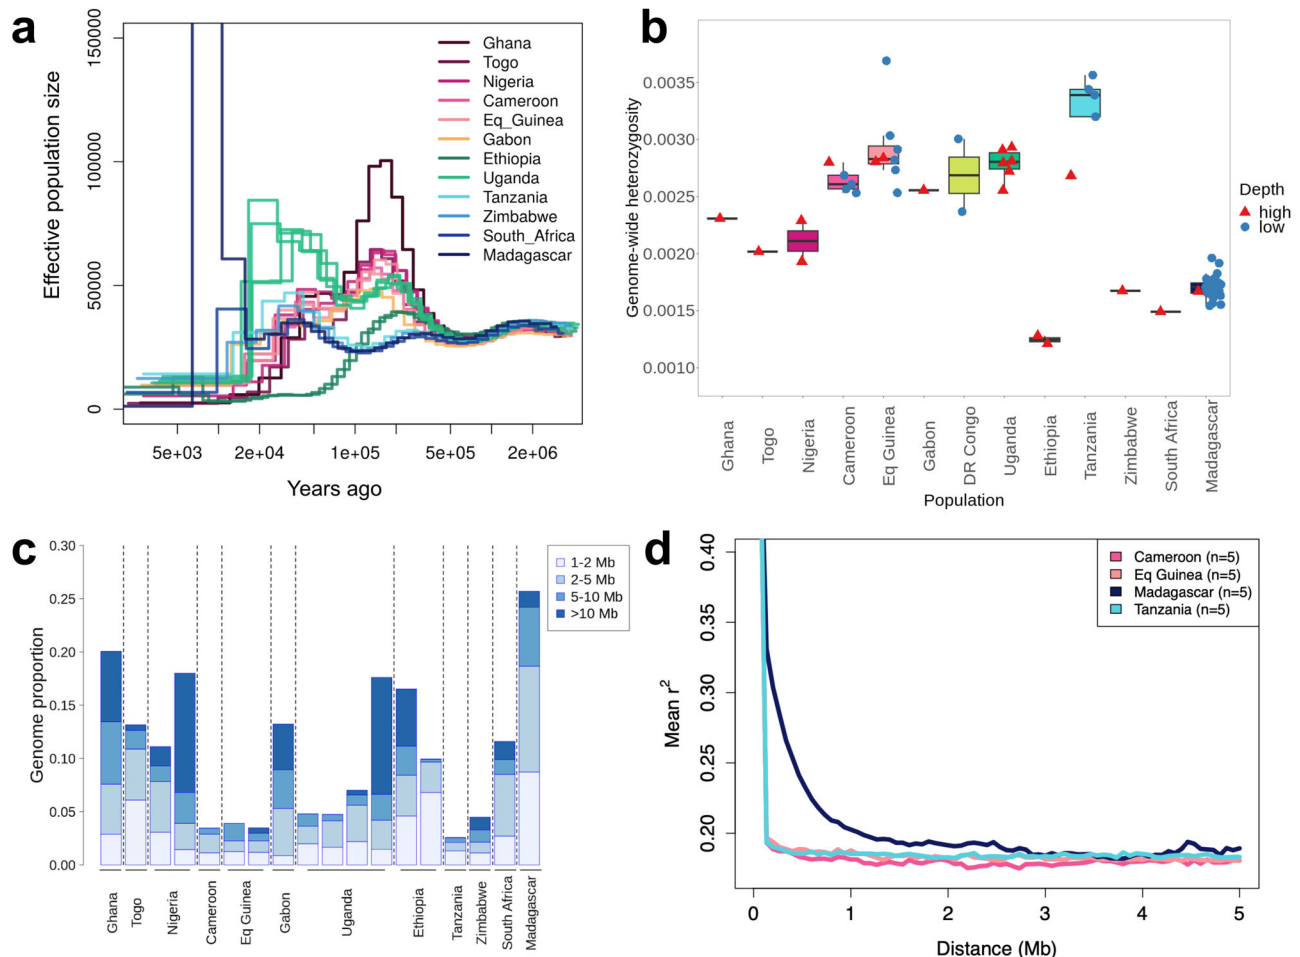 a
Effective population size
150000
100000
50000
0
5e+03
2e+04
1e+05
5e+05
2e+06
Years ago
Ghana
Togo
Nigeria
Cameroon
Eq_Guinea
Gabon
Ethiopia
Uganda
Tanzania
Zimbabwe
South_Africa
Madagascar
b
Genome-wide heterozygosity
0.0035
0.0030
0.0025
0.0020
0.0015
0.0010
Ghana
Togo
Nigeria
Cameroon
Eq Guinea
Gabon
DR Congo
Uganda
Ethiopia
Tanzania
Zimbabwe
South Africa
Madagascar
Population
Depth
high
low
c
Genome proportion
0.30
0.25
0.20
0.15
0.10
0.05
0.00
1-2 Mb
2-5 Mb
5-10 Mb
>10 Mb
Ghana
Togo
Nigeria
Cameroon
Eq Guinea
Gabon
Uganda
Ethiopia
Tanzania
Zimbabwe
South Africa
Madagascar
d
Mean r²
0.40
0.35
0.30
0.25
0.20
Cameroon (n=5)
Eq Guinea (n=5)
Madagascar (n=5)
Tanzania (n=5)
0
1
2
3
4
5
Distance (Mb)